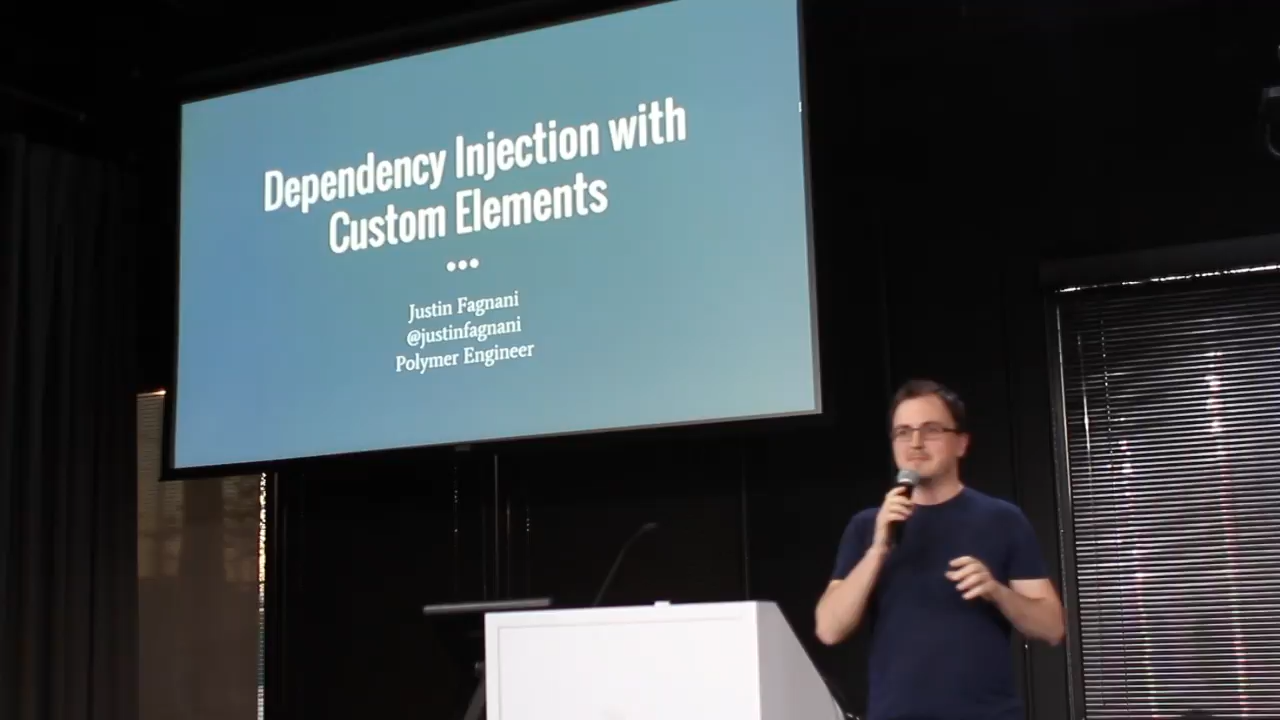 Dependency Injection with
Custom Elements
Justin Fagnani
@justinfagnani
Polymer Engineer